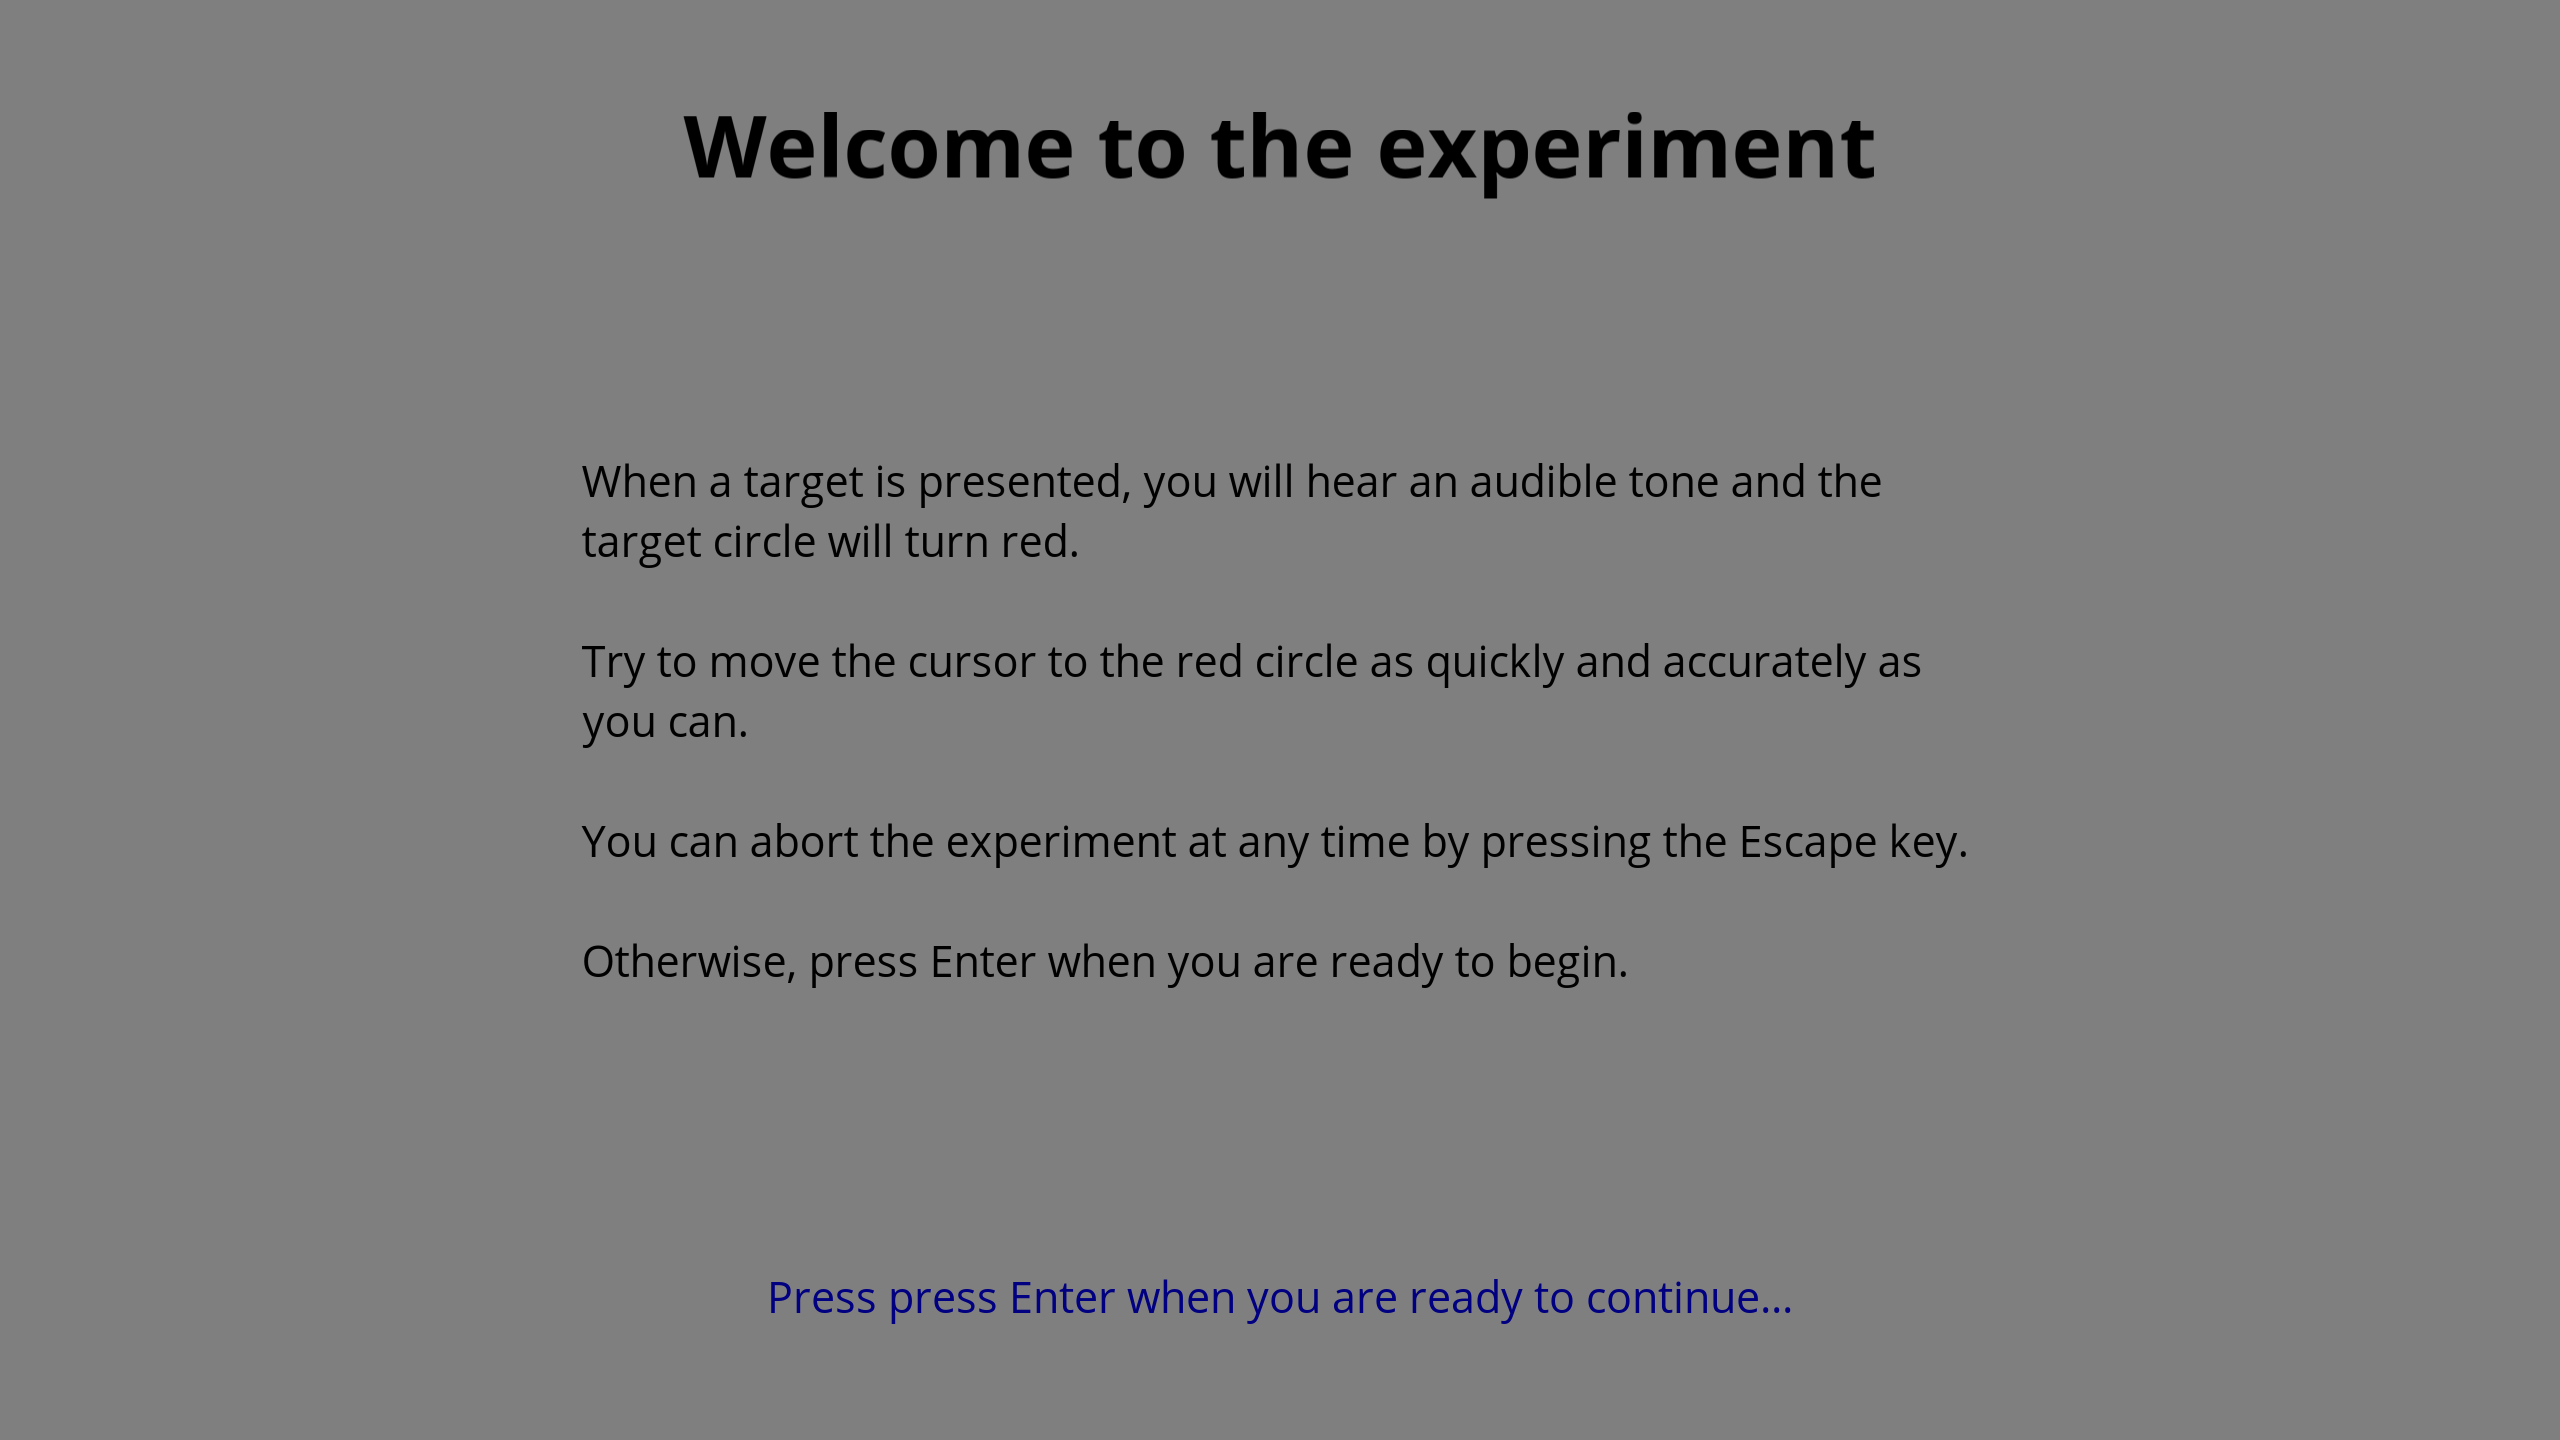 Welcome to the experiment
When a target is presented, you will hear an audible tone and the
target circle will turn red.
Try to move the cursor to the red circle as quickly and accurately as
you can.
You can abort the experiment at any time by pressing the Escape key.
Otherwise, press Enter when you are ready to begin.
Press press Enter when you are ready to continue...